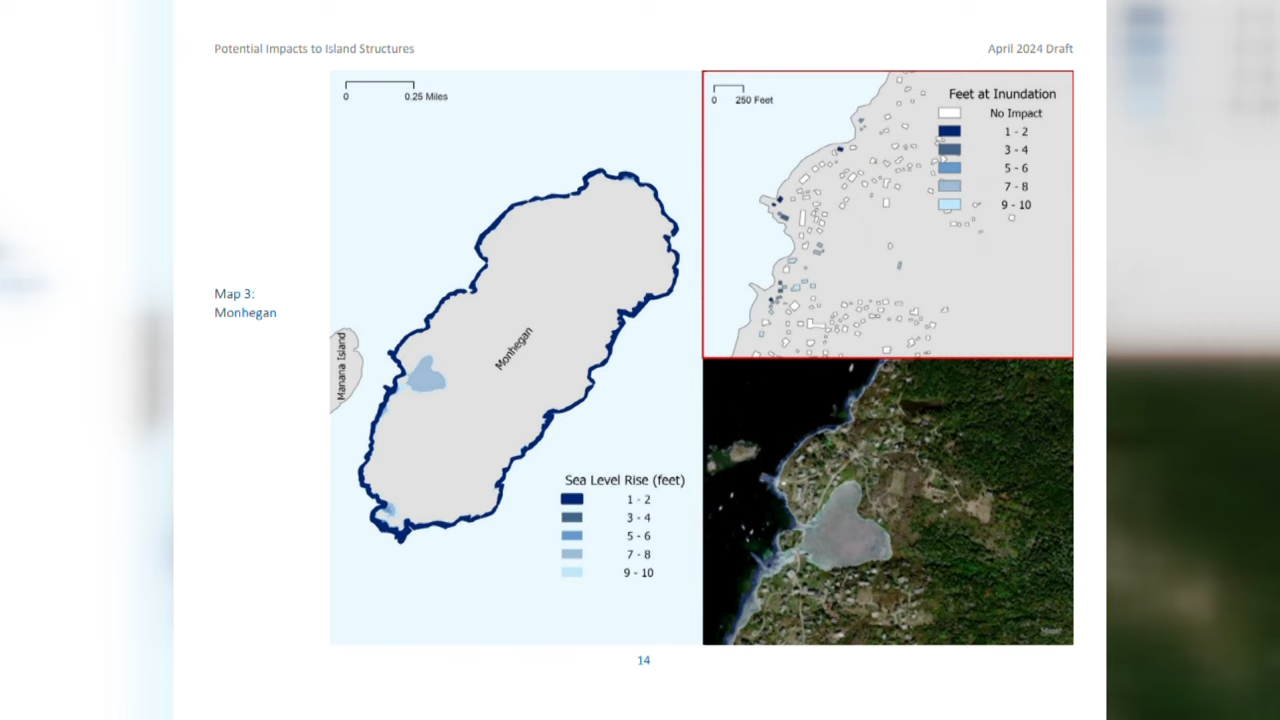 Potential Impacts to Island Structures
April 2024 Draft
0
0.25 Miles
Monhegan
Manana Island
Sea Level Rise (feet)
1 - 2
3 - 4
5 - 6
7 - 8
9 - 10
0
250 Feet
Feet at Inundation
No Impact
1 - 2
3 - 4
5 - 6
7 - 8
9 - 10
Map 3:
Monhegan
14